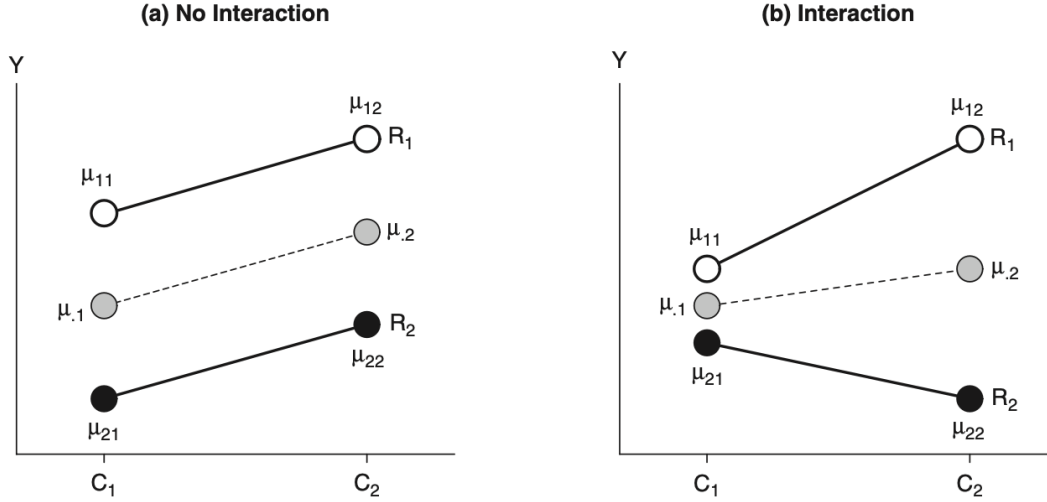 (a) No Interaction
Y
μ₁₂
R₁
μ₁₁
μ.₂
μ.₁
R₂
μ₂₂
μ₂₁
C₁ C₂
(b) Interaction
Y
μ₁₂
R₁
μ₁₁
μ.₂
μ.₁
μ₂₁
R₂
μ₂₂
C₁ C₂